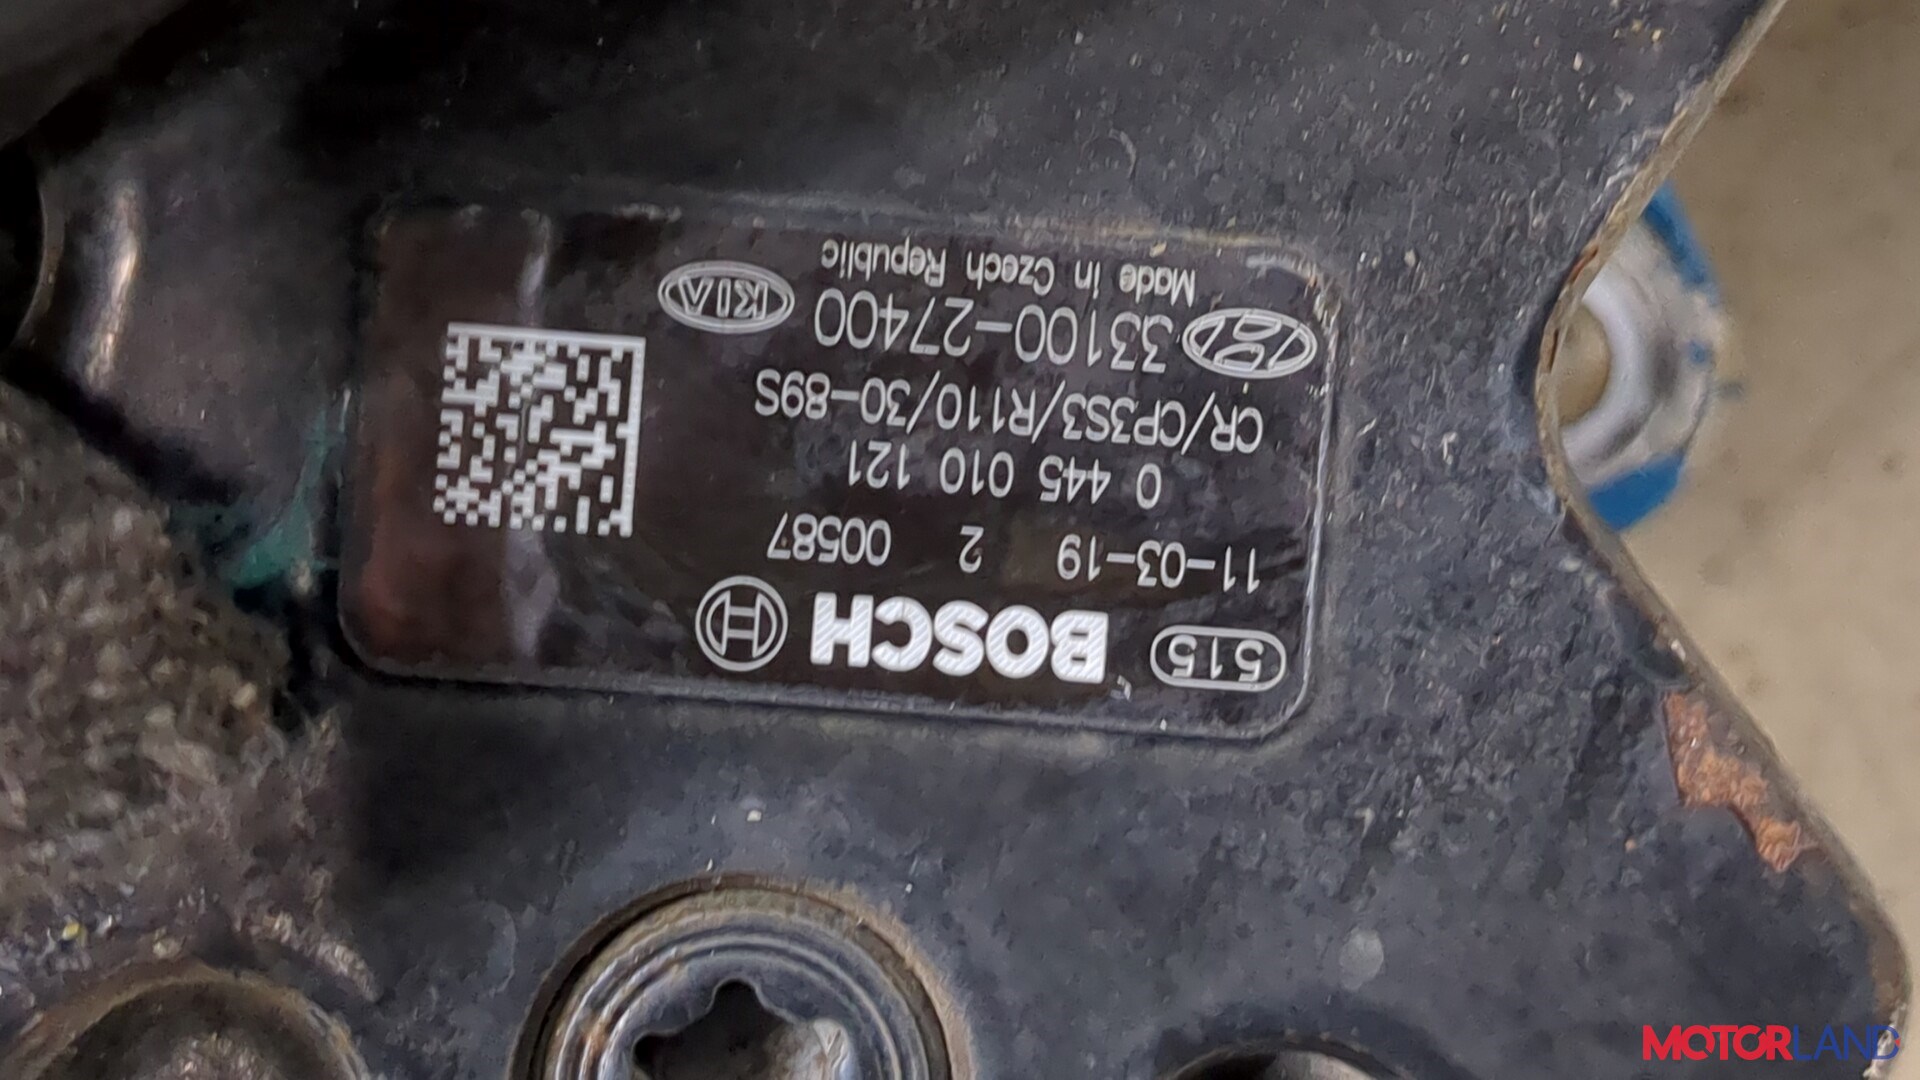 515 BOSCH
11-03-19 2 00587
0 445 010 121
CR/CP3S3/R110/30-89S
33100-27400 KIA
Made in Czech Republic
MOTORLAND